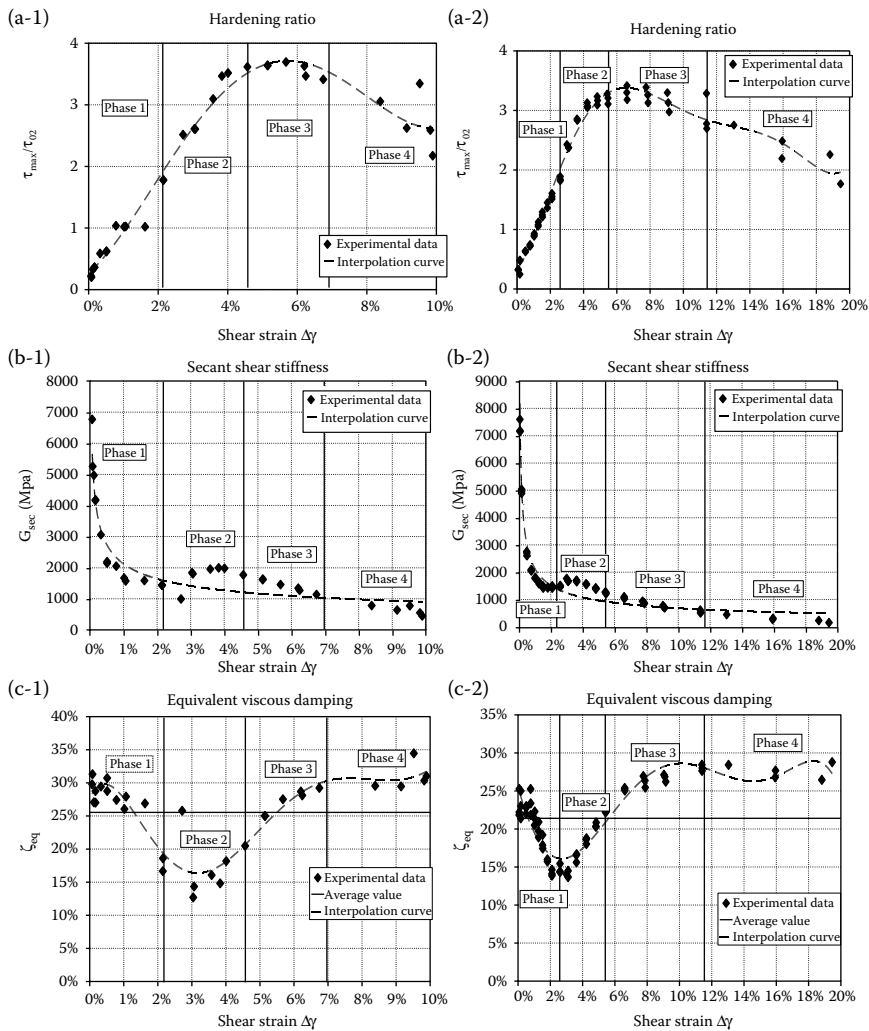 (a-1)
Hardening ratio
4
3
2
1
0
τmax/τ02
Phase 1
Phase 2
Phase 3
Phase 4
Experimental data
Interpolation curve
0% 2% 4% 6% 8% 10%
Shear strain Δγ
(a-2)
Hardening ratio
4
3
2
1
0
τmax/τ02
Phase 1
Phase 2
Phase 3
Phase 4
Experimental data
Interpolation curve
0% 2% 4% 6% 8% 10% 12% 14% 16% 18% 20%
Shear strain Δγ
(b-1)
Secant shear stiffness
8000
7000
6000
5000
4000
3000
2000
1000
0
Gsec (Mpa)
Phase 1
Phase 2
Phase 3
Phase 4
Experimental data
Interpolation curve
0% 1% 2% 3% 4% 5% 6% 7% 8% 9% 10%
Shear strain Δγ
(b-2)
Secant shear stiffness
9000
8000
7000
6000
5000
4000
3000
2000
1000
0
Gsec (Mpa)
Phase 1
Phase 2
Phase 3
Phase 4
Experimental data
Interpolation curve
0% 2% 4% 6% 8% 10% 12% 14% 16% 18% 20%
Shear strain Δγ
(c-1)
Equivalent viscous damping
40%
35%
30%
25%
20%
15%
10%
5%
0%
ζeq
Phase 1
Phase 2
Phase 3
Phase 4
Experimental data
Average value
Interpolation curve
0% 1% 2% 3% 4% 5% 6% 7% 8% 9% 10%
Shear strain Δγ
(c-2)
Equivalent viscous damping
35%
30%
25%
20%
15%
10%
5%
0%
ζeq
Phase 1
Phase 2
Phase 3
Phase 4
Experimental data
Average value
Interpolation curve
0% 2% 4% 6% 8% 10% 12% 14% 16% 18% 20%
Shear strain Δγ